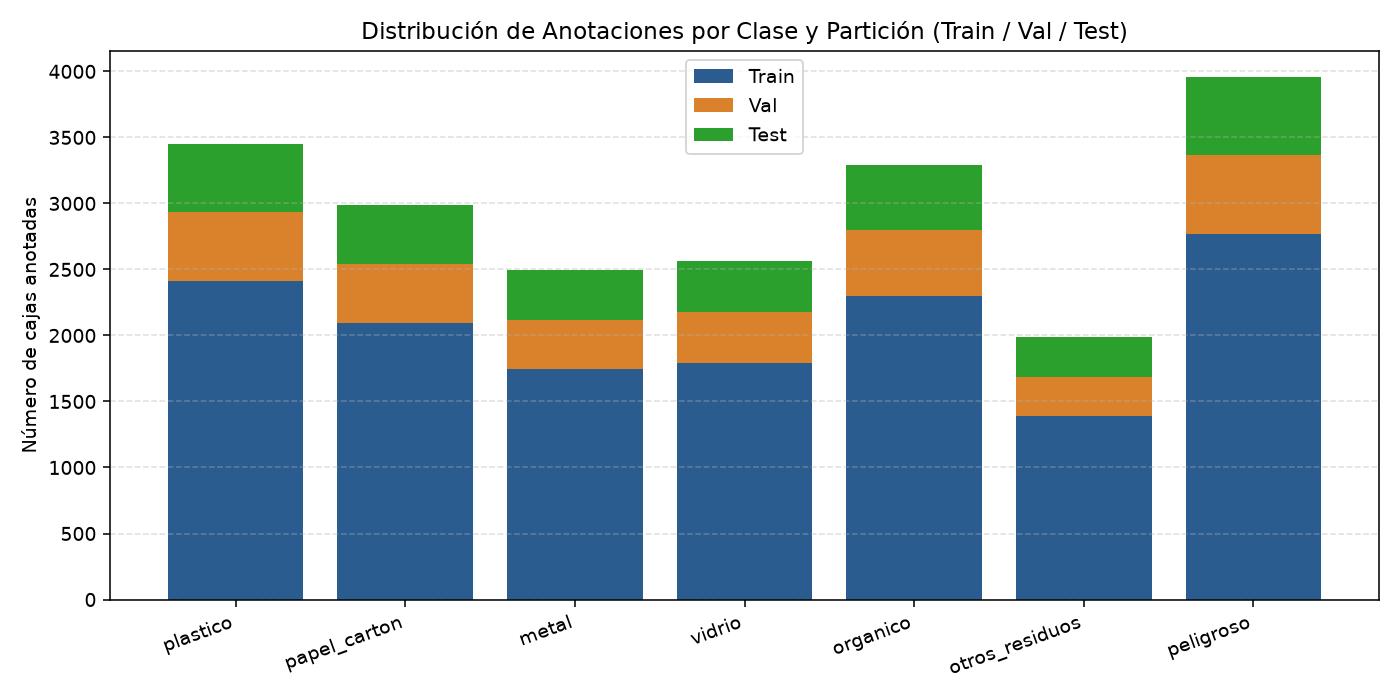 Distribución de Anotaciones por Clase y Partición (Train / Val / Test)
Train
Val
Test
Número de cajas anotadas
4000
3500
3000
2500
2000
1500
1000
500
0
plastico
papel_carton
metal
vidrio
organico
otros_residuos
peligroso